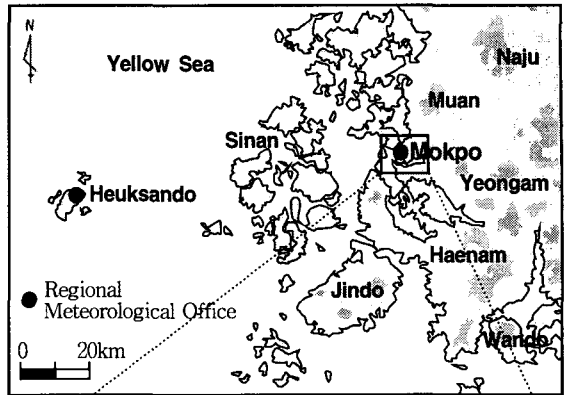 N
Yellow Sea
Naju
Muan
Sinan
Mokpo
Heuksando
Yeongam
Haenam
Jindo
Regional
Meteorological Office
Wando
0 20km